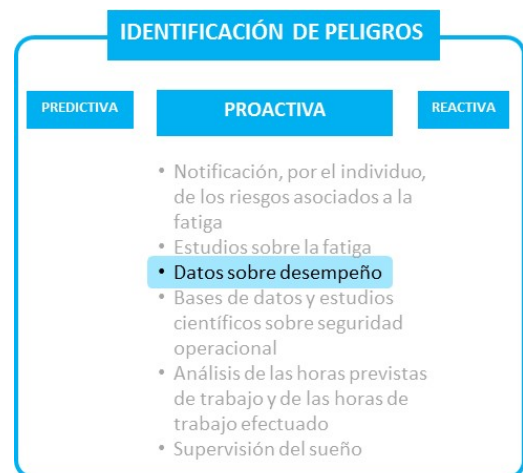 IDENTIFICACIÓN DE PELIGROS
PREDICTIVA
PROACTIVA
REACTIVA
• Notificación, por el individuo,
de los riesgos asociados a la
fatiga
• Estudios sobre la fatiga
• Datos sobre desempeño
• Bases de datos y estudios
científicos sobre seguridad
operacional
• Análisis de las horas previstas
de trabajo y de las horas de
trabajo efectuado
• Supervisión del sueño